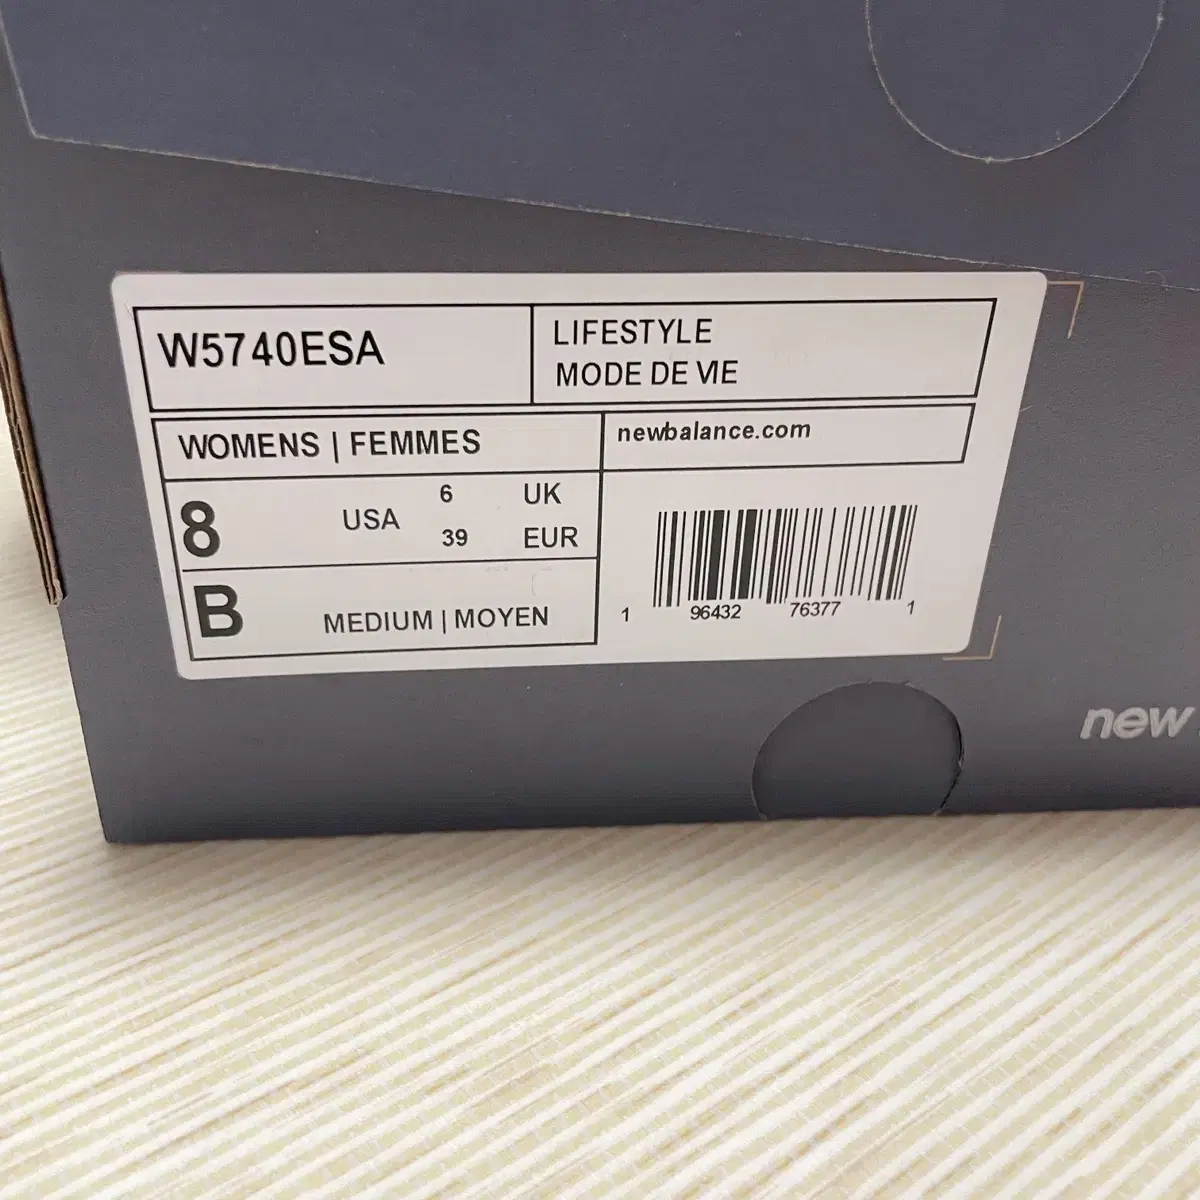 W5740ESA
LIFESTYLE
MODE DE VIE
WOMENS | FEMMES
newbalance.com
8 USA 6 UK
39 EUR
B MEDIUM | MOYEN
1 96432 76377 1
new